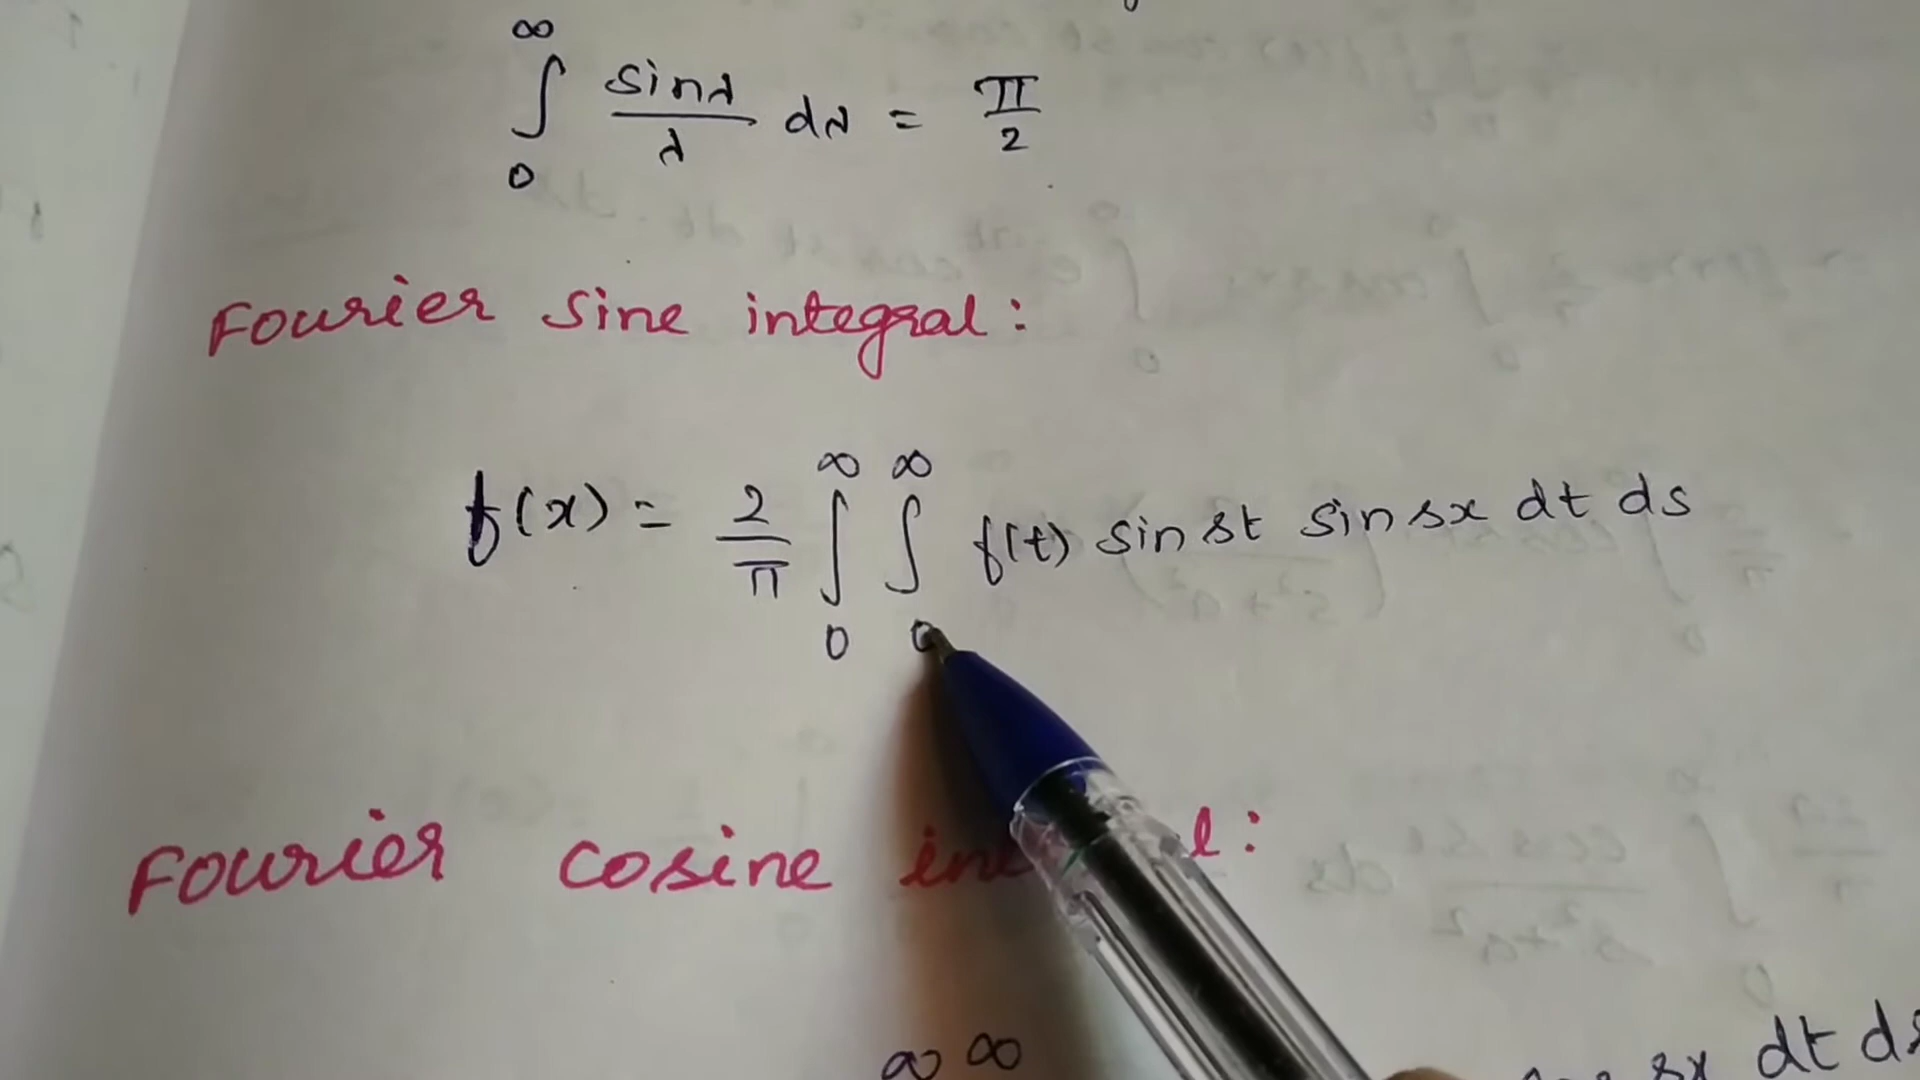 ∞
∫ sinλ/λ dλ = π/2
0
Fourier sine integral:
f(x) = 2/π ∫₀^∞ ∫₀^∞ f(t) sin st sin sx dt ds
Fourier cosine
∞ ∞
sx dt ds